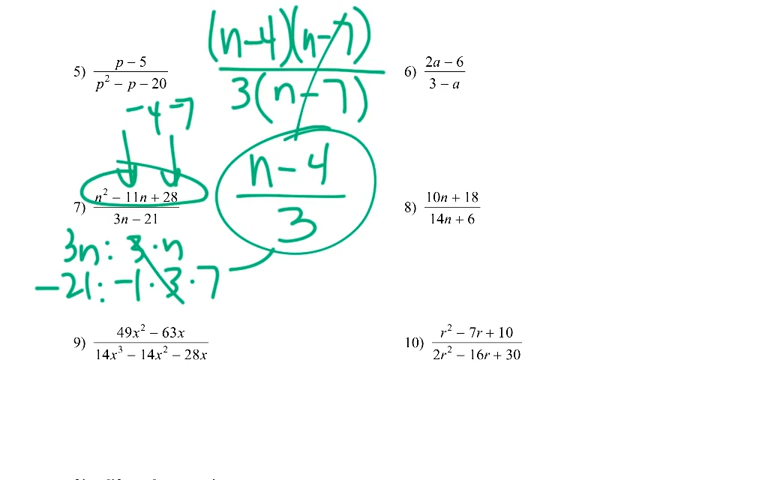 (n-4)(n-7)
5) p − 5 / p² − p − 20
3(n-7)
6) 2a − 6 / 3 − a
-4 -7
n-4
3
7) n² − 11n + 28 / 3n − 21
8) 10n + 18 / 14n + 6
3n: 3·n
-21: -1·3·7
9) 49x² − 63x / 14x³ − 14x² − 28x
10) r² − 7r + 10 / 2r² − 16r + 30